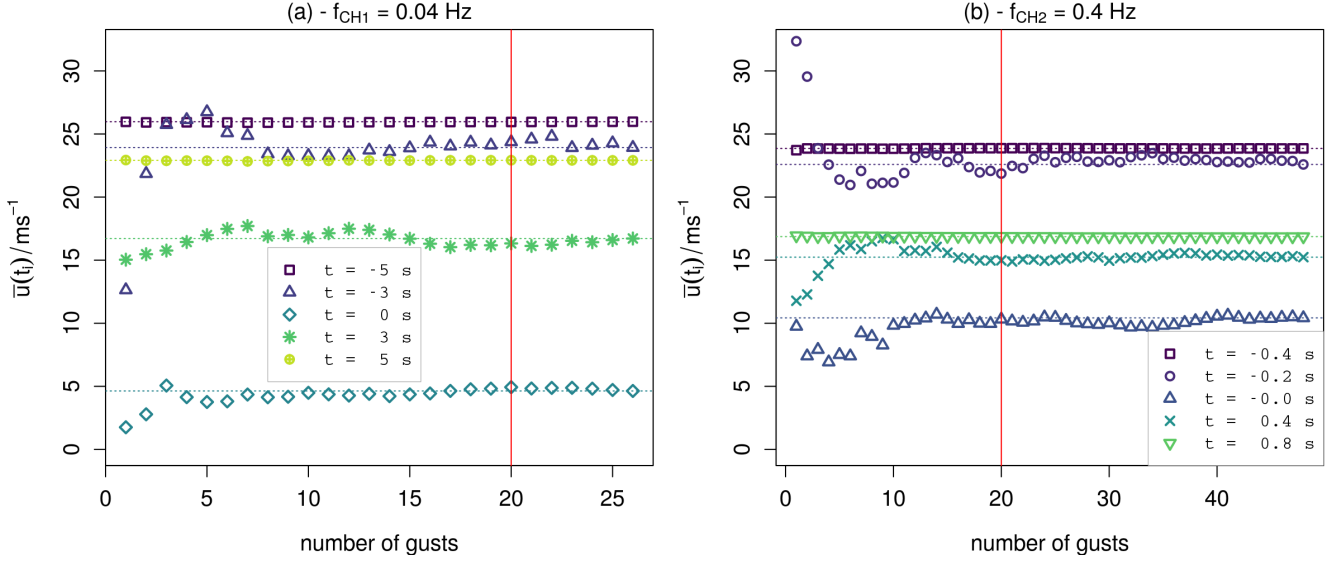 (a) - f_CH1 = 0.04 Hz
u̅(t_i)/ms⁻¹
30
25
20
15
10
5
0
t = -5 s
t = -3 s
t = 0 s
t = 3 s
t = 5 s
0 5 10 15 20 25
number of gusts
(b) - f_CH2 = 0.4 Hz
u̅(t_i)/ms⁻¹
30
25
20
15
10
5
0
t = -0.4 s
t = -0.2 s
t = -0.0 s
t = 0.4 s
t = 0.8 s
0 10 20 30 40
number of gusts